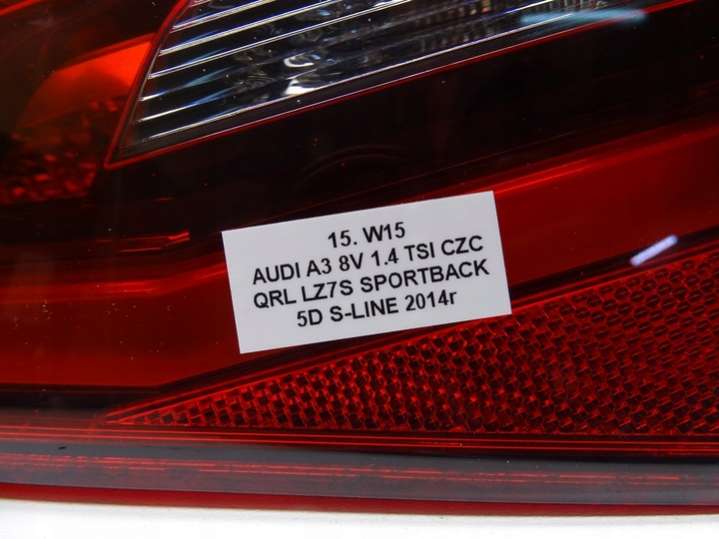 15. W15
AUDI A3 8V 1.4 TSI CZC
QRL LZ7S SPORTBACK
5D S-LINE 2014r